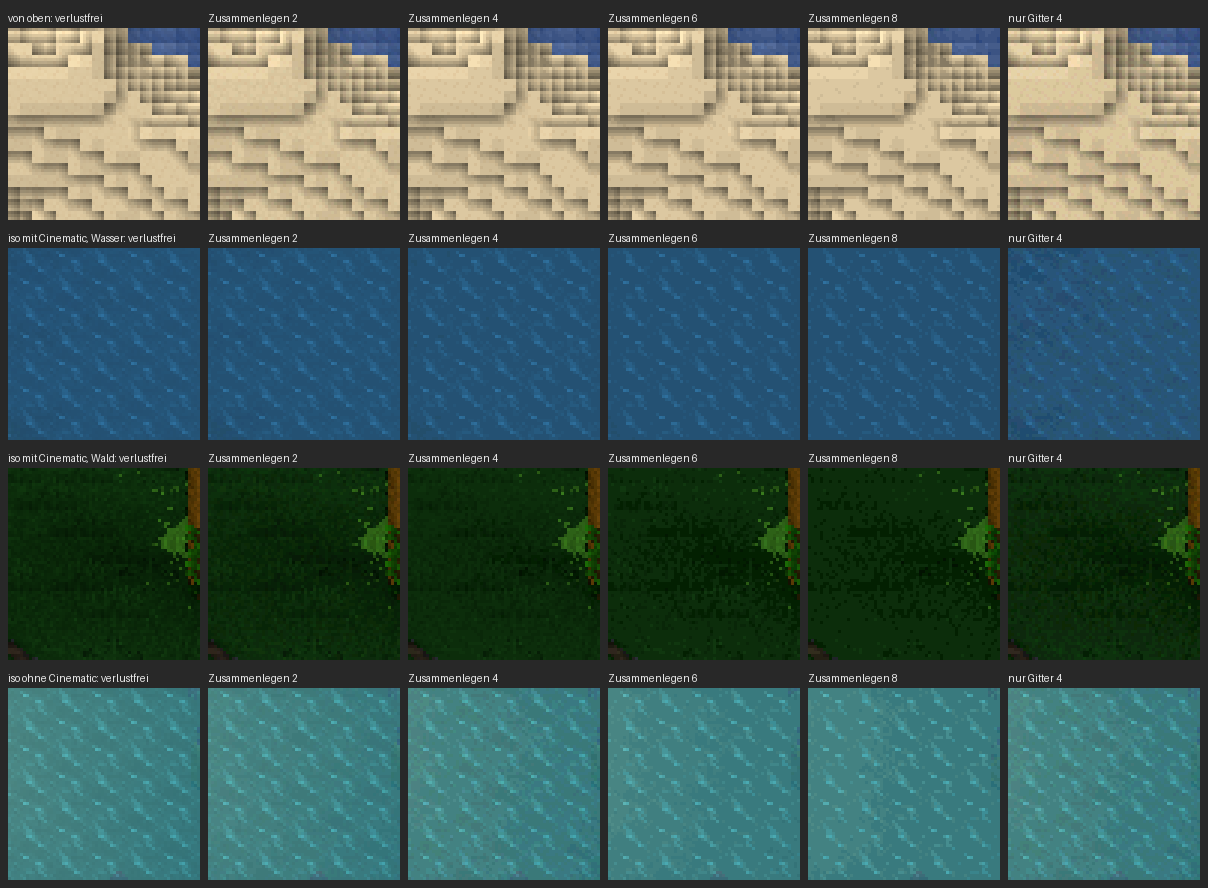 von oben: verlustfrei
Zusammenlegen 2
Zusammenlegen 4
Zusammenlegen 6
Zusammenlegen 8
nur Gitter 4
iso mit Cinematic, Wasser: verlustfrei
Zusammenlegen 2
Zusammenlegen 4
Zusammenlegen 6
Zusammenlegen 8
nur Gitter 4
iso mit Cinematic, Wald: verlustfrei
Zusammenlegen 2
Zusammenlegen 4
Zusammenlegen 6
Zusammenlegen 8
nur Gitter 4
iso ohne Cinematic: verlustfrei
Zusammenlegen 2
Zusammenlegen 4
Zusammenlegen 6
Zusammenlegen 8
nur Gitter 4